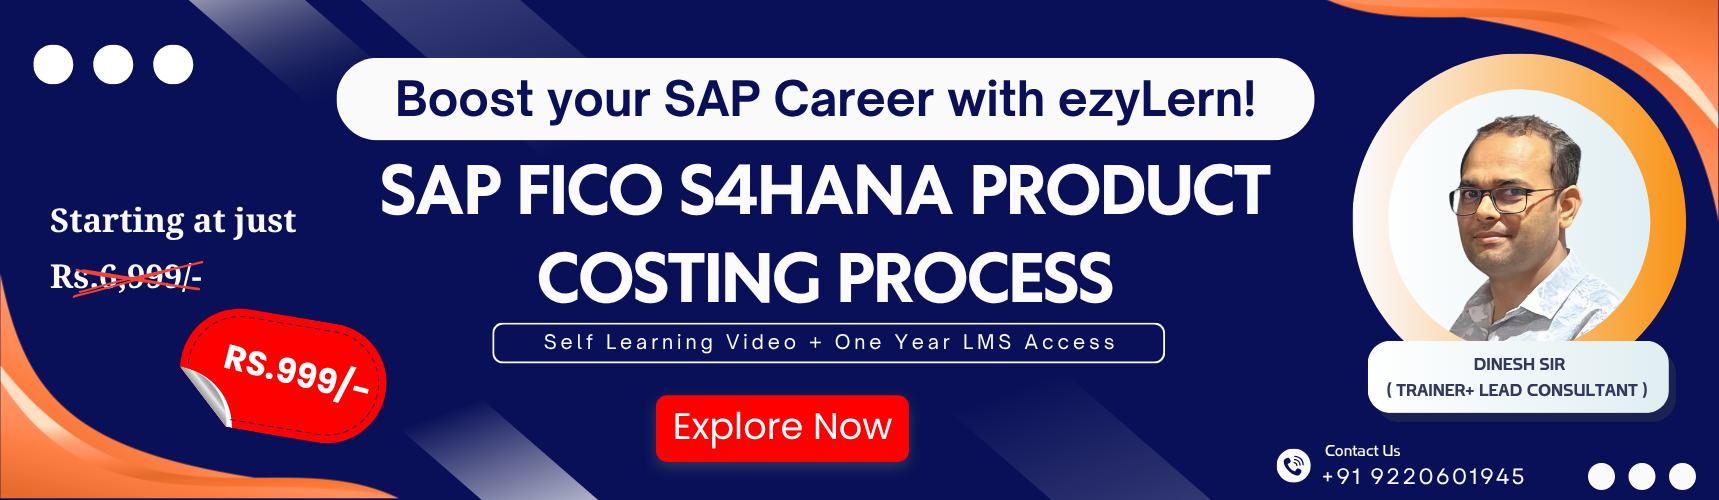 Boost your SAP Career with ezyLern!
SAP FICO S4HANA PRODUCT
COSTING PROCESS
Self Learning Video + One Year LMS Access
Explore Now
Starting at just
Rs.6,999/-
RS.999/-
DINESH SIR
( TRAINER+ LEAD CONSULTANT )
Contact Us
+91 9220601945